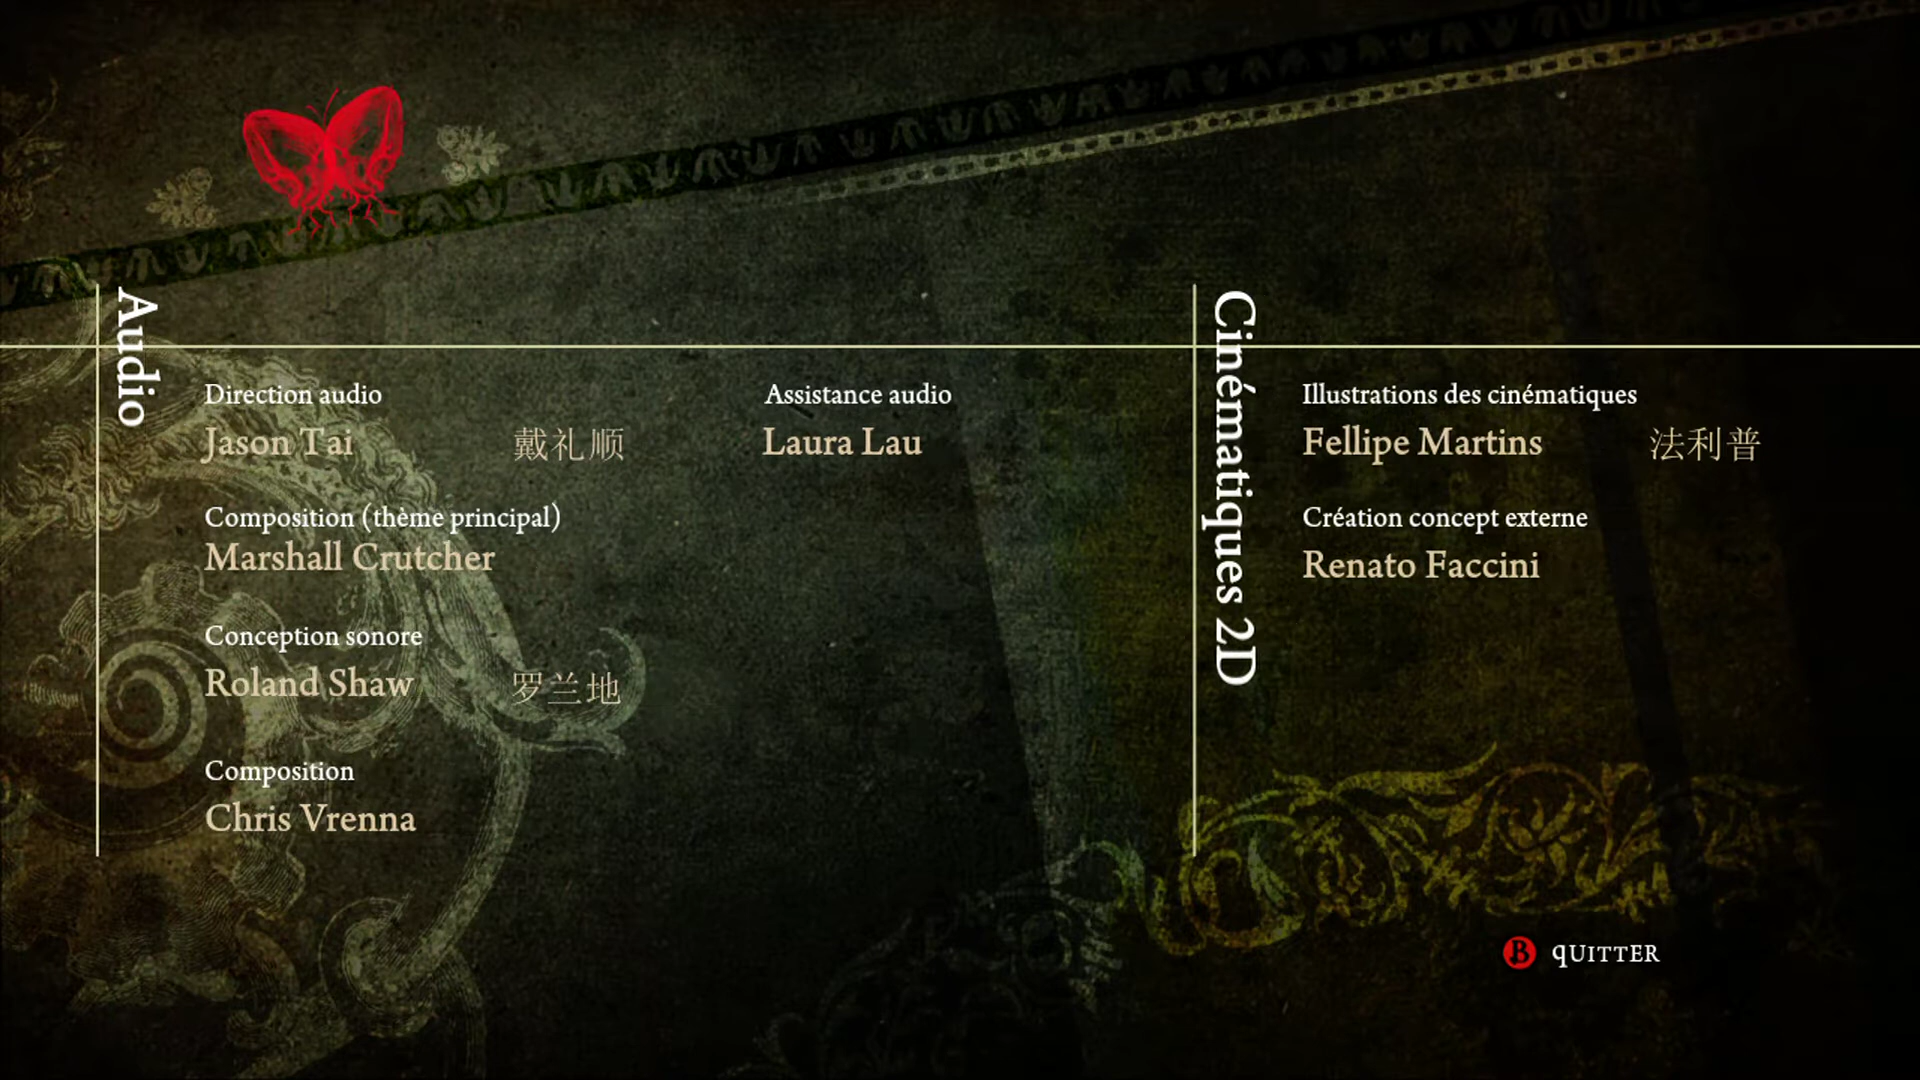 Audio
Direction audio
Jason Tai 戴礼顺
Assistance audio
Laura Lau
Composition (thème principal)
Marshall Crutcher
Conception sonore
Roland Shaw 罗兰地
Composition
Chris Vrenna
Cinématiques 2D
Illustrations des cinématiques
Fellipe Martins 法利普
Création concept externe
Renato Faccini
B QUITTER